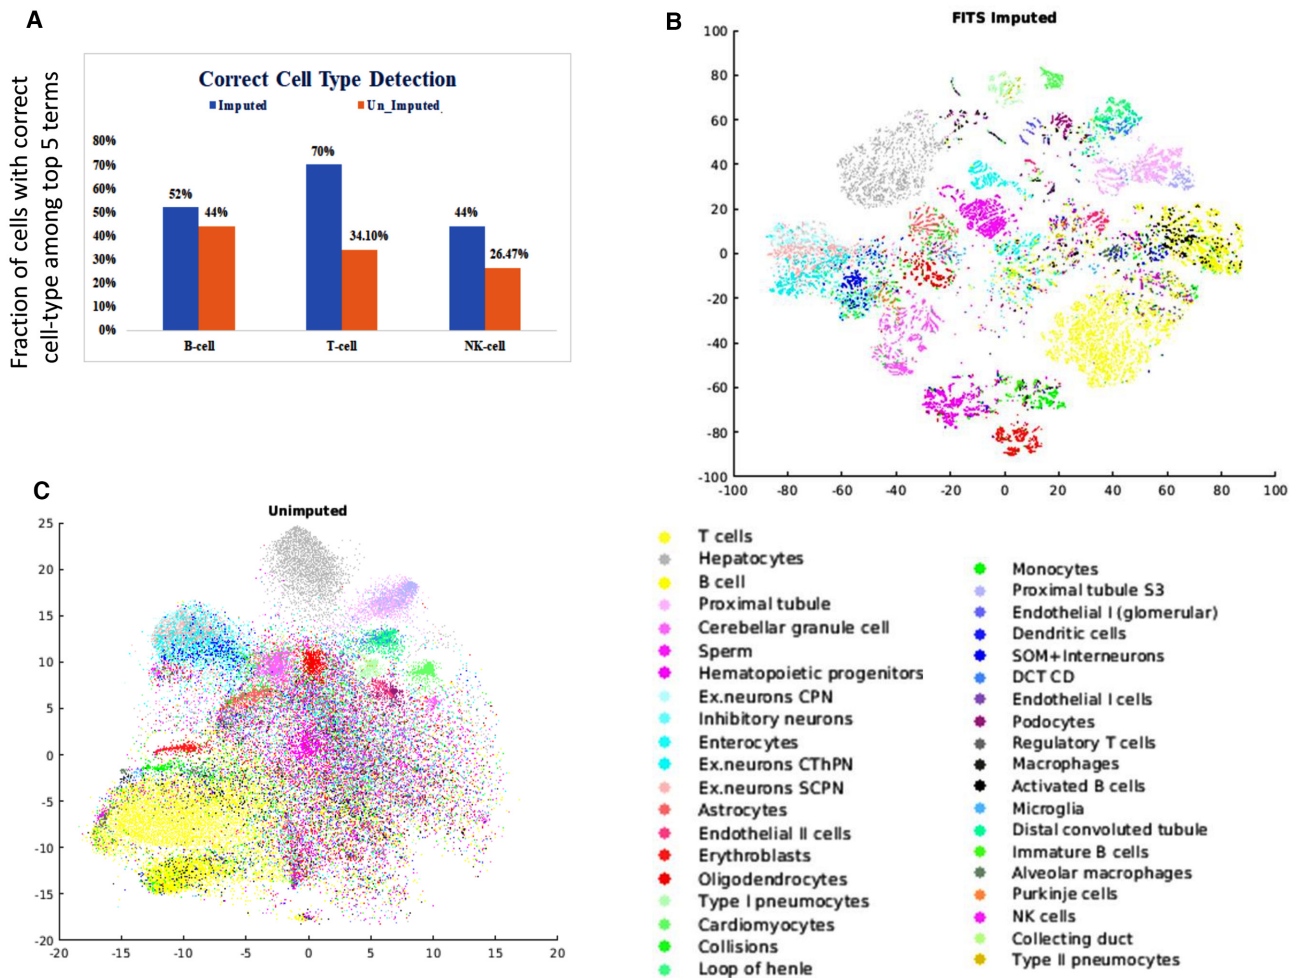 A
Correct Cell Type Detection
Imputed
Un_Imputed
Fraction of cells with correct
cell-type among top 5 terms
80%
70%
60%
50%
40%
30%
20%
10%
0%
52%
44%
70%
34.10%
44%
26.47%
B-cell
T-cell
NK-cell
B
FITS Imputed
100
80
60
40
20
0
-20
-40
-60
-80
-100
-100
-80
-60
-40
-20
0
20
40
60
80
100
C
Unimputed
25
20
15
10
5
0
-5
-10
-15
-20
-20
-15
-10
-5
0
5
10
15
20
T cells
Hepatocytes
B cell
Proximal tubule
Cerebellar granule cell
Sperm
Hematopoietic progenitors
Ex.neurons CPN
Inhibitory neurons
Enterocytes
Ex.neurons CThPN
Ex.neurons SCPN
Astrocytes
Endothelial II cells
Erythroblasts
Oligodendrocytes
Type I pneumocytes
Cardiomyocytes
Collisions
Loop of henle
Monocytes
Proximal tubule S3
Endothelial I (glomerular)
Dendritic cells
SOM+Interneurons
DCT CD
Endothelial I cells
Podocytes
Regulatory T cells
Macrophages
Activated B cells
Microglia
Distal convoluted tubule
Immature B cells
Alveolar macrophages
Purkinje cells
NK cells
Collecting duct
Type II pneumocytes